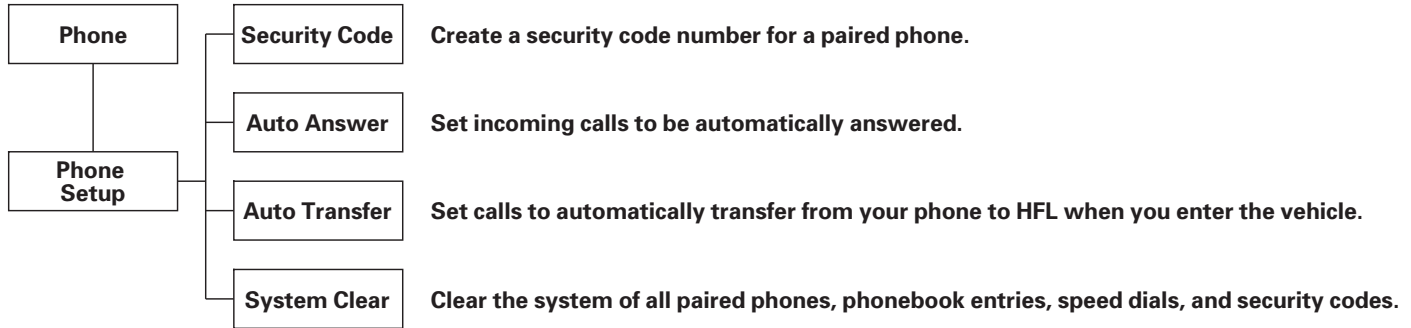 Phone
Security Code Create a security code number for a paired phone.
Auto Answer Set incoming calls to be automatically answered.
Phone
Setup
Auto Transfer Set calls to automatically transfer from your phone to HFL when you enter the vehicle.
System Clear Clear the system of all paired phones, phonebook entries, speed dials, and security codes.